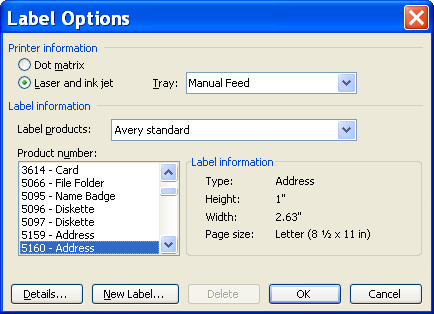 Label Options
Printer information
Dot matrix
Laser and ink jet
Tray: Manual Feed
Label information
Label products: Avery standard
Product number:
3614 - Card
5066 - File Folder
5095 - Name Badge
5096 - Diskette
5097 - Diskette
5159 - Address
5160 - Address
Label information
Type: Address
Height: 1"
Width: 2.63"
Page size: Letter (8 ½ x 11 in)
Details... New Label... Delete OK Cancel